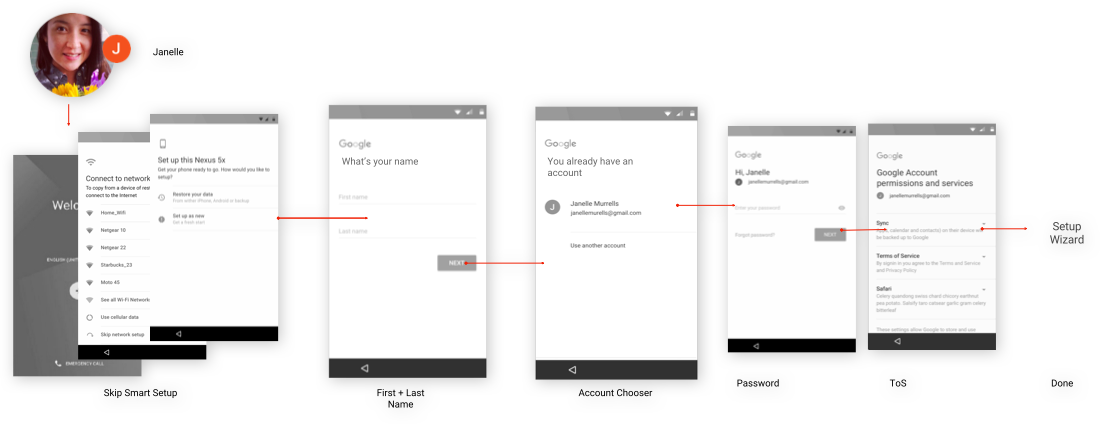 J
Janelle
Welc
ENGLISH
EMERGENCY CALL
Connect to network
To copy from a device of
connect to the Internet
Home_Wifi
Netgear 10
Netgear 22
Starbucks_23
Moto 45
See all Wi-Fi Network
Use cellular data
Skip network setup
Set up this Nexus 5x
Get your phone ready to go. How would you like to
setup?
Restore your data
From either iPhone, Android or backup
Set up as new
Set a fresh start
Skip Smart Setup
Google
What's your name
First name
Last name
NEXT
First + Last
Name
Google
You already have an
account
J
Janelle Murrells
janellemurells@gmail.com
Use another account
Account Chooser
Google
Hi, Janelle
J
janellemurrells@gmail.com
Enter your password
Forgot password?
NEXT
Password
Google
Google Account
permissions and services
J
janellemurrells@gmail.com
Sync
calendar and contacts) on their device will
be backed up to Google
Terms of Service
By signin in you agree to the Terms and Service
and Privacy Policy
Safari
Celery quandong swiss chard chicory earthnut
pea potato. Salsify taro catsear garlic gram celery
bitterleaf
These settings allow Google to store and use
ToS
Setup
Wizard
Done